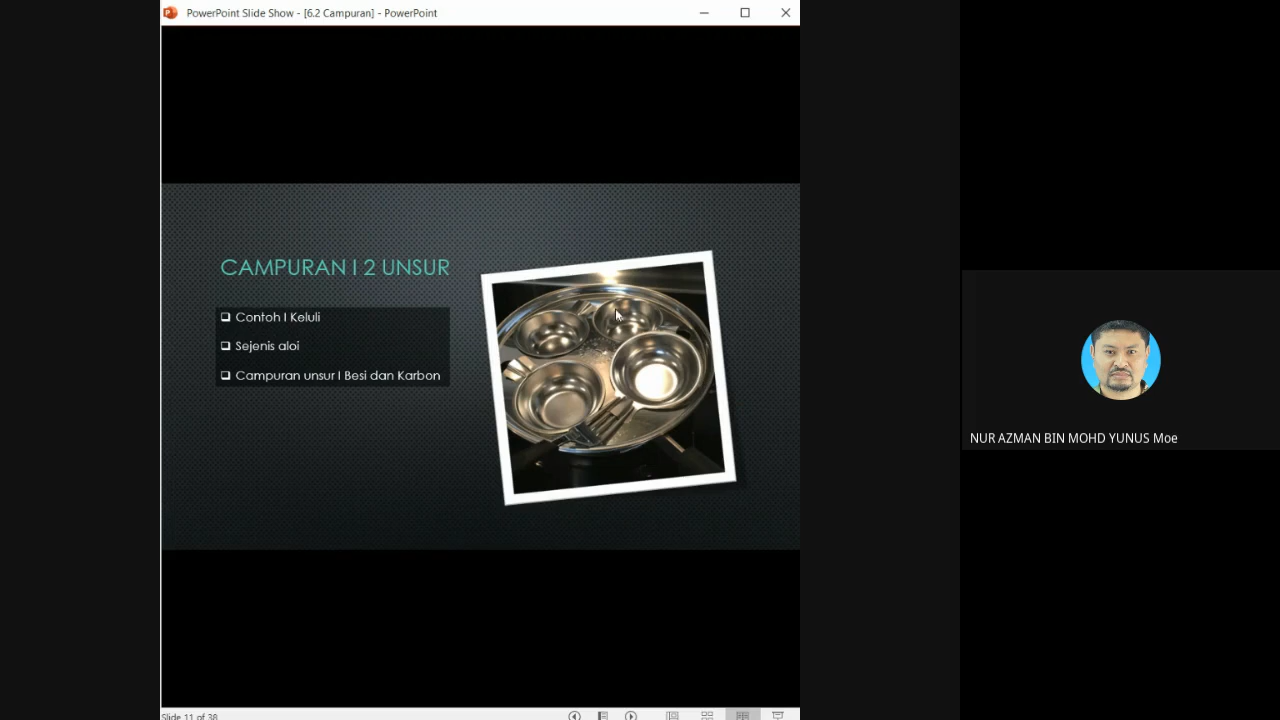 PowerPoint Slide Show - [6.2 Campuran] - PowerPoint
CAMPURAN I 2 UNSUR
Contoh I Keluli
Sejenis aloi
Campuran unsur I Besi dan Karbon
NUR AZMAN BIN MOHD YUNUS Moe
Slide 11 of 38